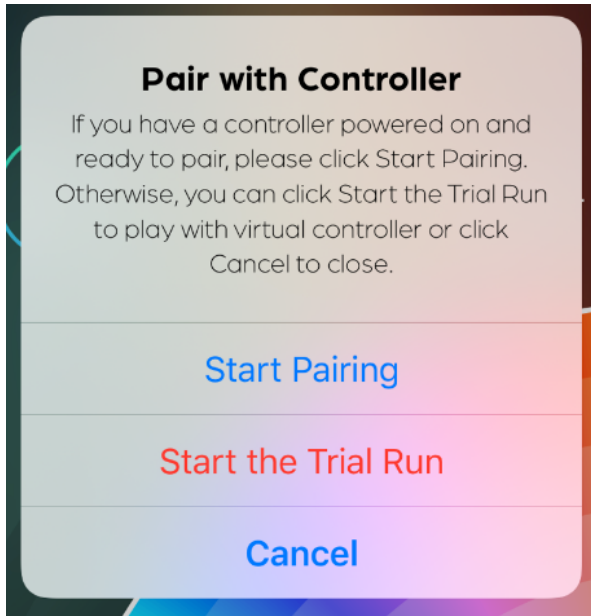 Pair with Controller
If you have a controller powered on and
ready to pair, please click Start Pairing.
Otherwise, you can click Start the Trial Run
to play with virtual controller or click
Cancel to close.
Start Pairing
Start the Trial Run
Cancel